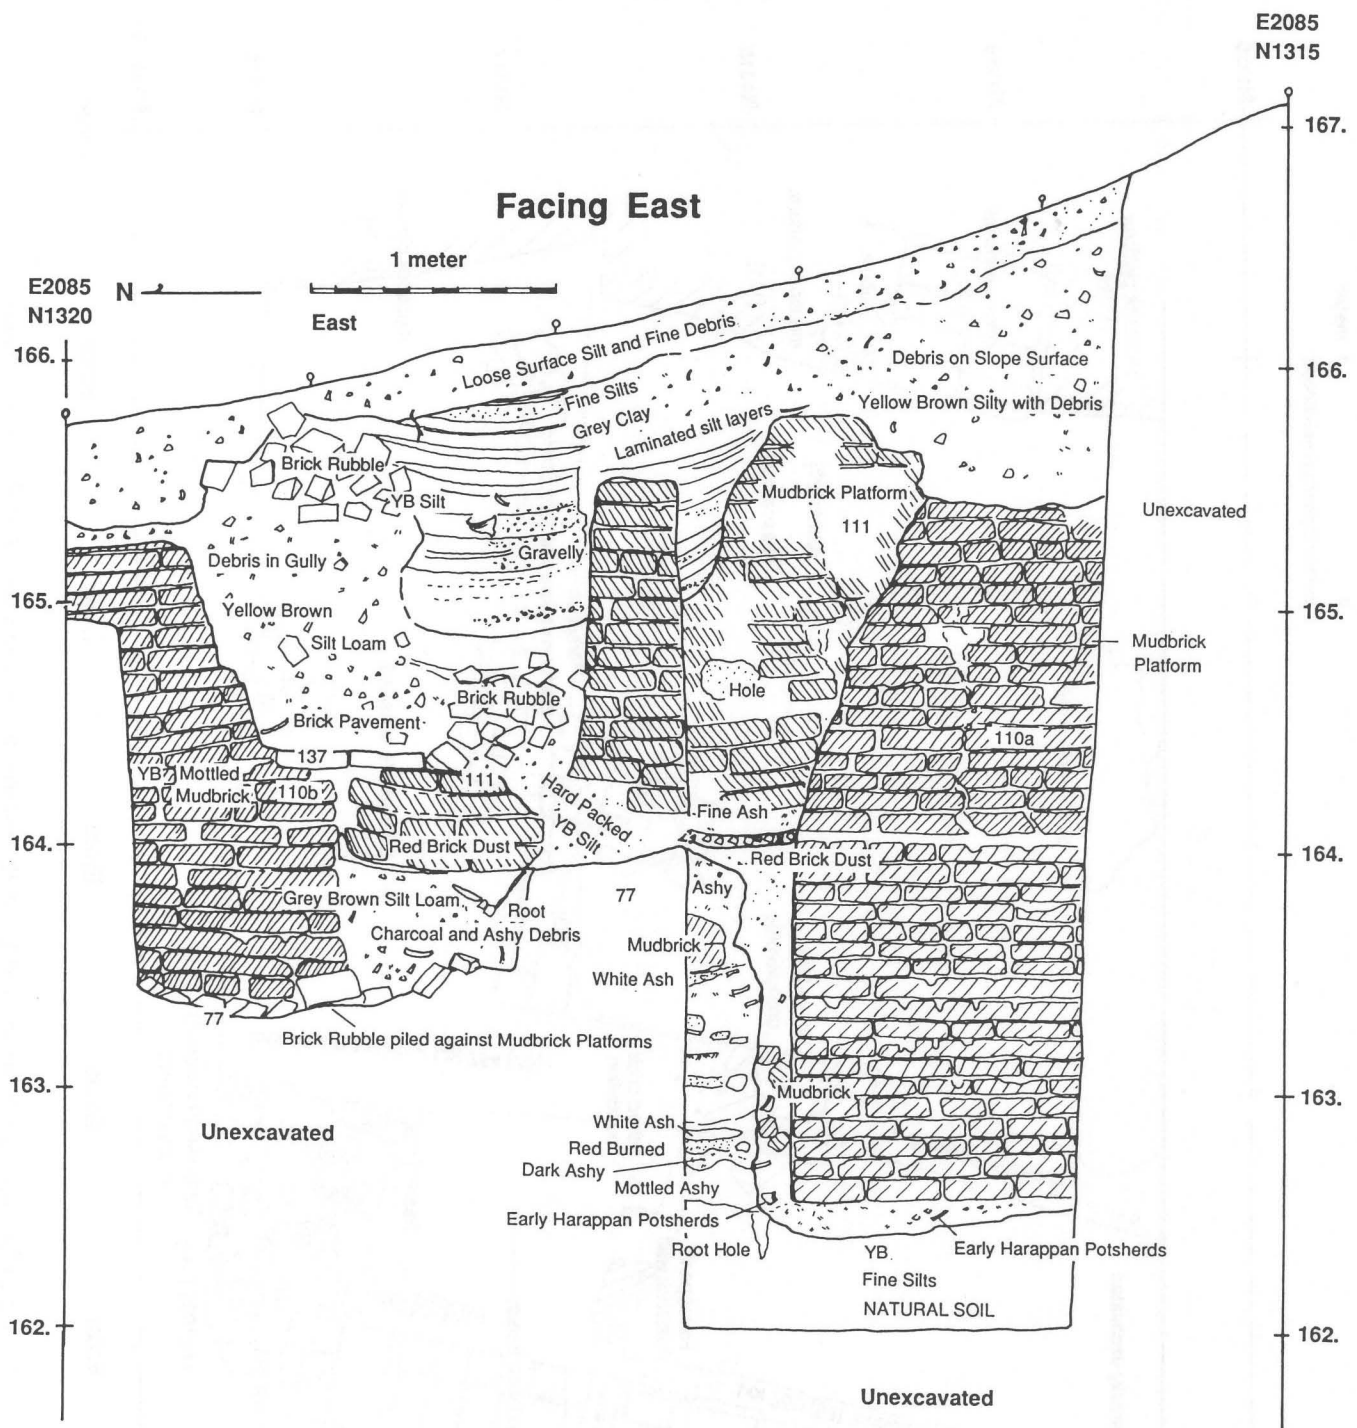 E2085
N1315
167.
Facing East
1 meter
E2085
N1320
N
East
166.
166.
Loose Surface Silt and Fine Debris
Debris on Slope Surface
Fine Silts
Yellow Brown Silty with Debris
Grey Clay
Laminated silt layers
Brick Rubble
YB Silt
Mudbrick Platform
111
Unexcavated
Gravelly
Debris in Gully
165.
165.
Yellow Brown
Silt Loam
Mudbrick
Platform
Hole
Brick Rubble
Brick Pavement
110a
137
YB
Mottled
Mudbrick
110b
111
Hard Packed
YB Silt
Fine Ash
164.
164.
Red Brick Dust
Red Brick Dust
Ashy
77
Grey Brown Silt Loam
Root
Charcoal and Ashy Debris
Mudbrick
White Ash
77
Brick Rubble piled against Mudbrick Platforms
163.
163.
Mudbrick
White Ash
Unexcavated
Red Burned
Dark Ashy
Mottled Ashy
Early Harappan Potsherds
Root Hole
Early Harappan Potsherds
YB.
Fine Silts
NATURAL SOIL
162.
162.
Unexcavated